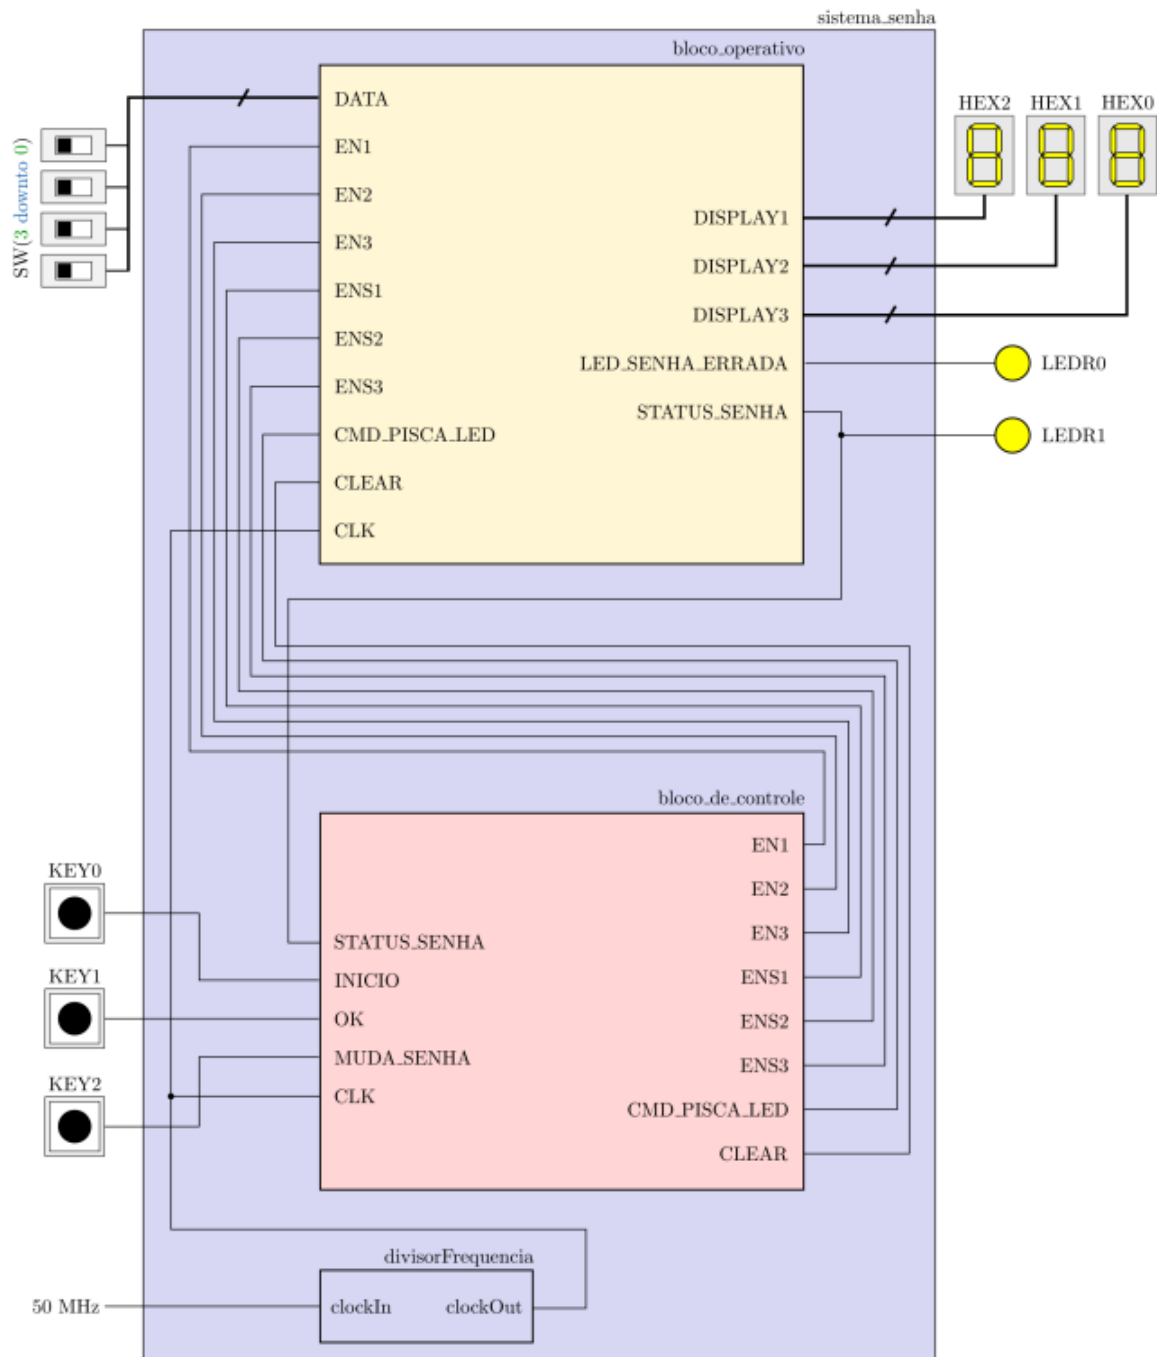 sistema_senha
bloco_operativo
DATA
EN1
EN2
EN3
ENS1
ENS2
ENS3
CMD_PISCA_LED
CLEAR
CLK
DISPLAY1
DISPLAY2
DISPLAY3
LED_SENHA_ERRADA
STATUS_SENHA
SW(3 downto 0)
HEX2 HEX1 HEX0
LEDR0
LEDR1
bloco_de_controle
EN1
EN2
EN3
ENS1
ENS2
ENS3
CMD_PISCA_LED
CLEAR
STATUS_SENHA
INICIO
OK
MUDA_SENHA
CLK
KEY0
KEY1
KEY2
divisorFrequencia
50 MHz
clockIn clockOut